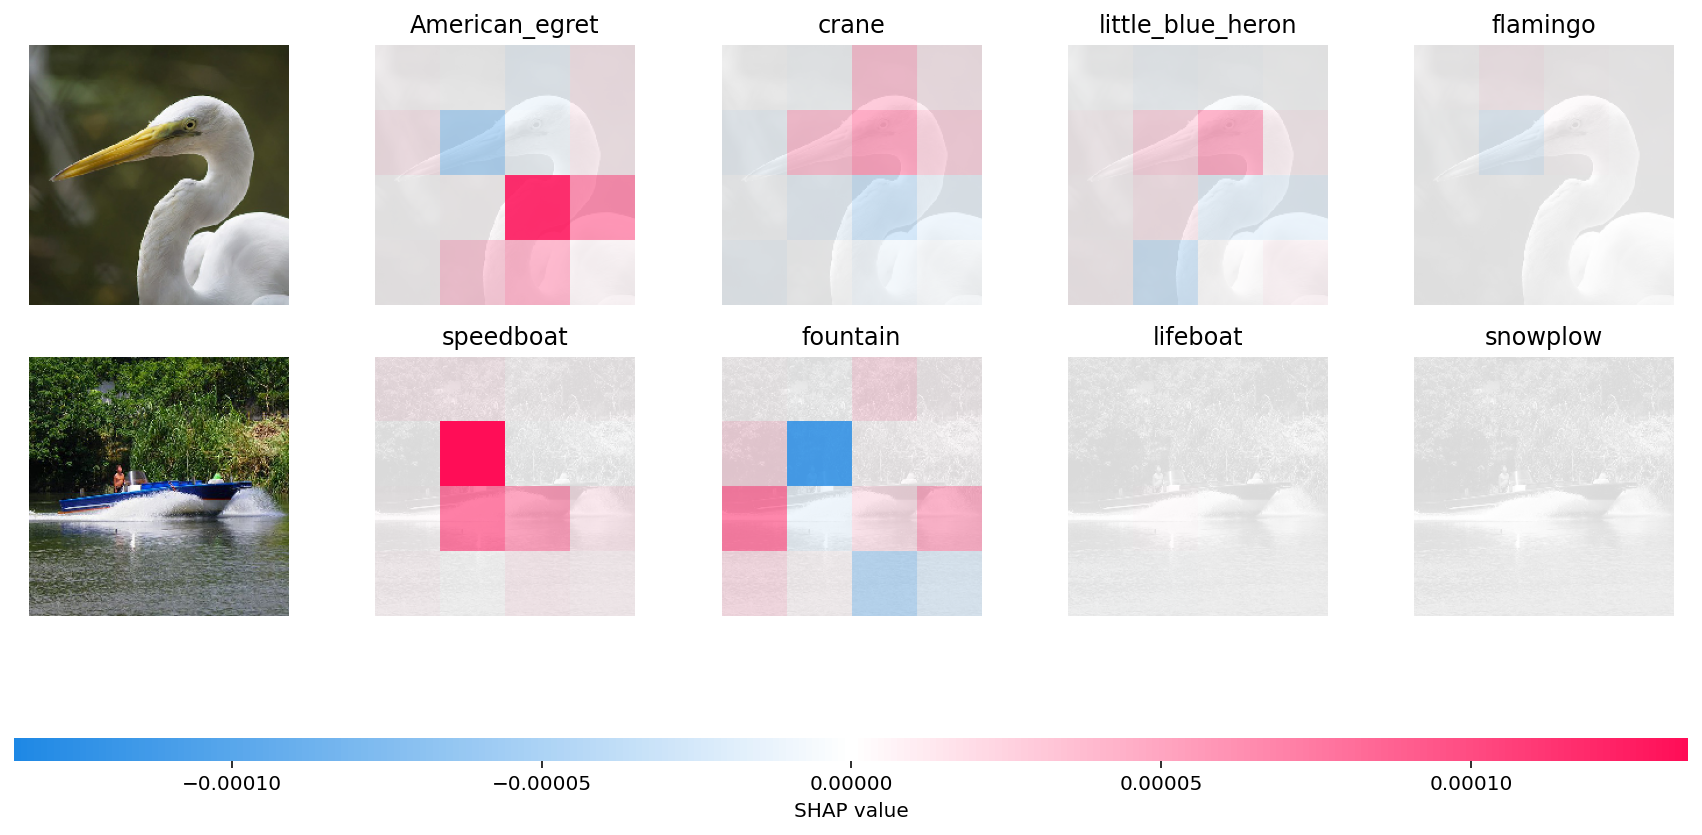 American_egret
crane
little_blue_heron
flamingo
speedboat
fountain
lifeboat
snowplow
−0.00010
−0.00005
0.00000
0.00005
0.00010
SHAP value